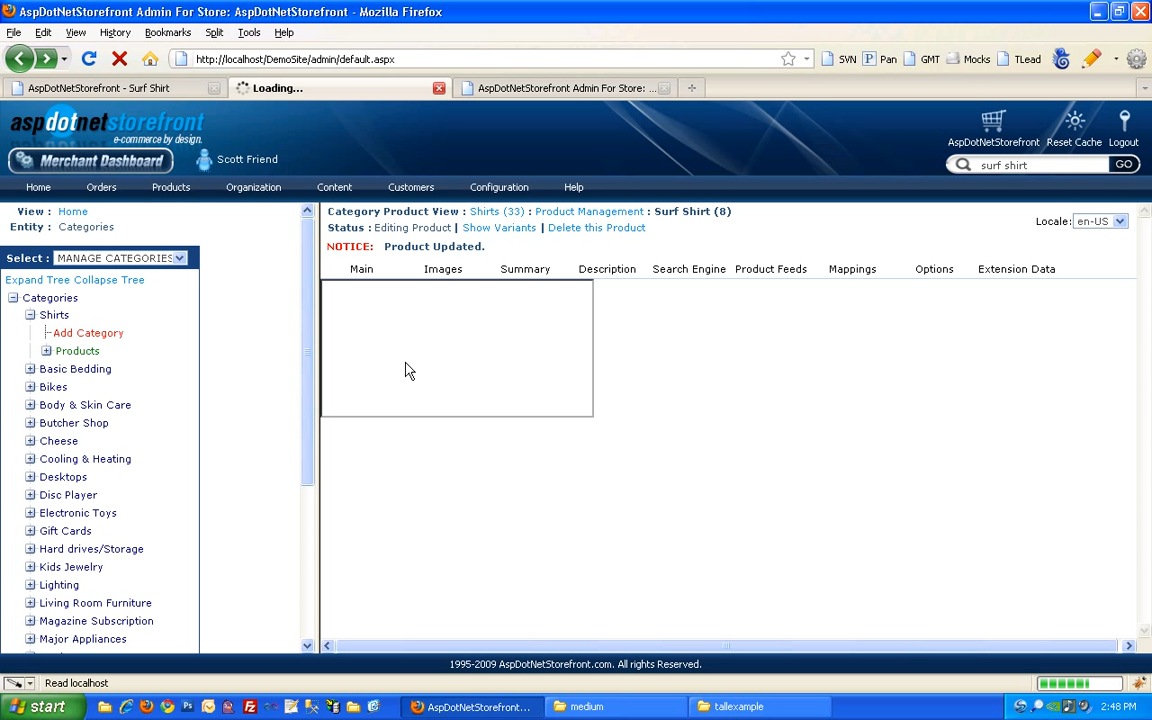 AspDotNetStorefront Admin For Store: AspDotNetStorefront - Mozilla Firefox
File Edit View History Bookmarks Split Tools Help
http://localhost/DemoSite/admin/default.aspx SVN Pan GMT Mocks TLead
AspDotNetStorefront - Surf Shirt Loading... AspDotNetStorefront Admin For Store: ...
aspdotnetstorefront
e-commerce by design.
AspDotNetStorefront Reset Cache Logout
Merchant Dashboard Scott Friend surf shirt GO
Home Orders Products Organization Content Customers Configuration Help
View : Home
Entity : Categories
Category Product View : Shirts (33) : Product Management : Surf Shirt (8)
Status : Editing Product | Show Variants | Delete this Product
Locale: en-US
NOTICE: Product Updated.
Main Images Summary Description Search Engine Product Feeds Mappings Options Extension Data
Select : MANAGE CATEGORIES
Expand Tree Collapse Tree
Categories
Shirts
Add Category
Products
Basic Bedding
Bikes
Body & Skin Care
Butcher Shop
Cheese
Cooling & Heating
Desktops
Disc Player
Electronic Toys
Gift Cards
Hard drives/Storage
Kids Jewelry
Lighting
Living Room Furniture
Magazine Subscription
Major Appliances
1995-2009 AspDotNetStorefront.com. All rights Reserved.
Read localhost
start AspDotNetStorefront... medium tallexample 2:48 PM